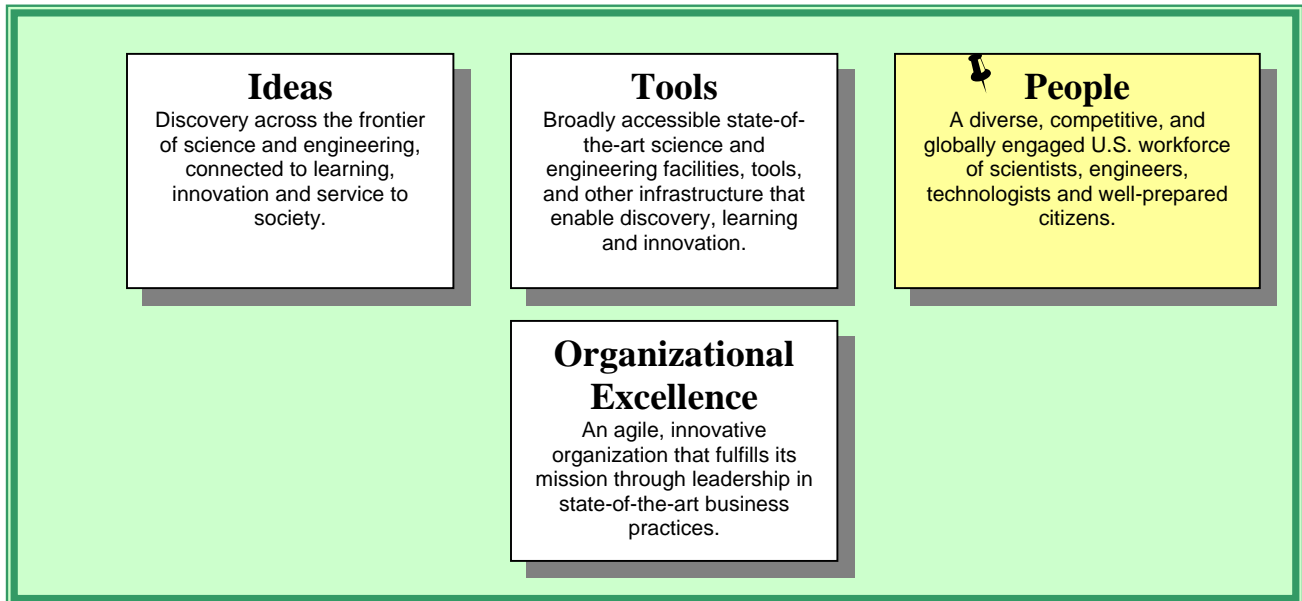 Ideas
Discovery across the frontier
of science and engineering,
connected to learning,
innovation and service to
society.
Tools
Broadly accessible state-of-
the-art science and
engineering facilities, tools,
and other infrastructure that
enable discovery, learning
and innovation.
People
A diverse, competitive, and
globally engaged U.S. workforce
of scientists, engineers,
technologists and well-prepared
citizens.
Organizational
Excellence
An agile, innovative
organization that fulfills its
mission through leadership in
state-of-the-art business
practices.